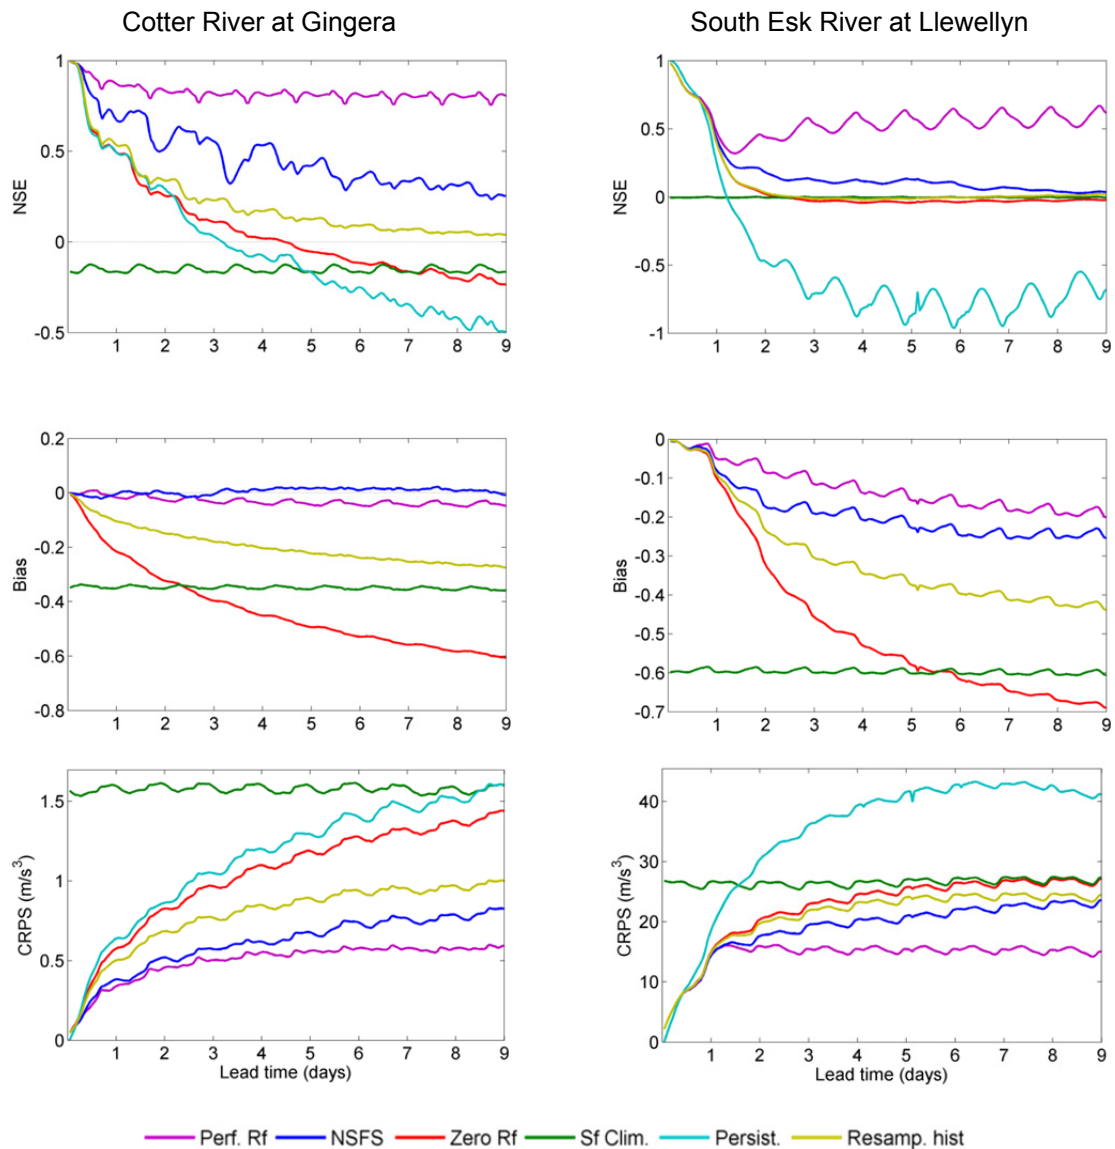 Cotter River at Gingera
South Esk River at Llewellyn
1
0.5
0
-0.5
NSE
1 2 3 4 5 6 7 8 9
1
0.5
0
-0.5
-1
NSE
1 2 3 4 5 6 7 8 9
0.2
0
-0.2
-0.4
-0.6
-0.8
Bias
1 2 3 4 5 6 7 8 9
0
-0.1
-0.2
-0.3
-0.4
-0.5
-0.6
-0.7
Bias
1 2 3 4 5 6 7 8 9
1.5
1
0.5
0
CRPS (m/s³)
1 2 3 4 5 6 7 8 9
Lead time (days)
40
30
20
10
0
CRPS (m/s³)
1 2 3 4 5 6 7 8 9
Lead time (days)
Perf. Rf NSFS Zero Rf Sf Clim. Persist. Resamp. hist